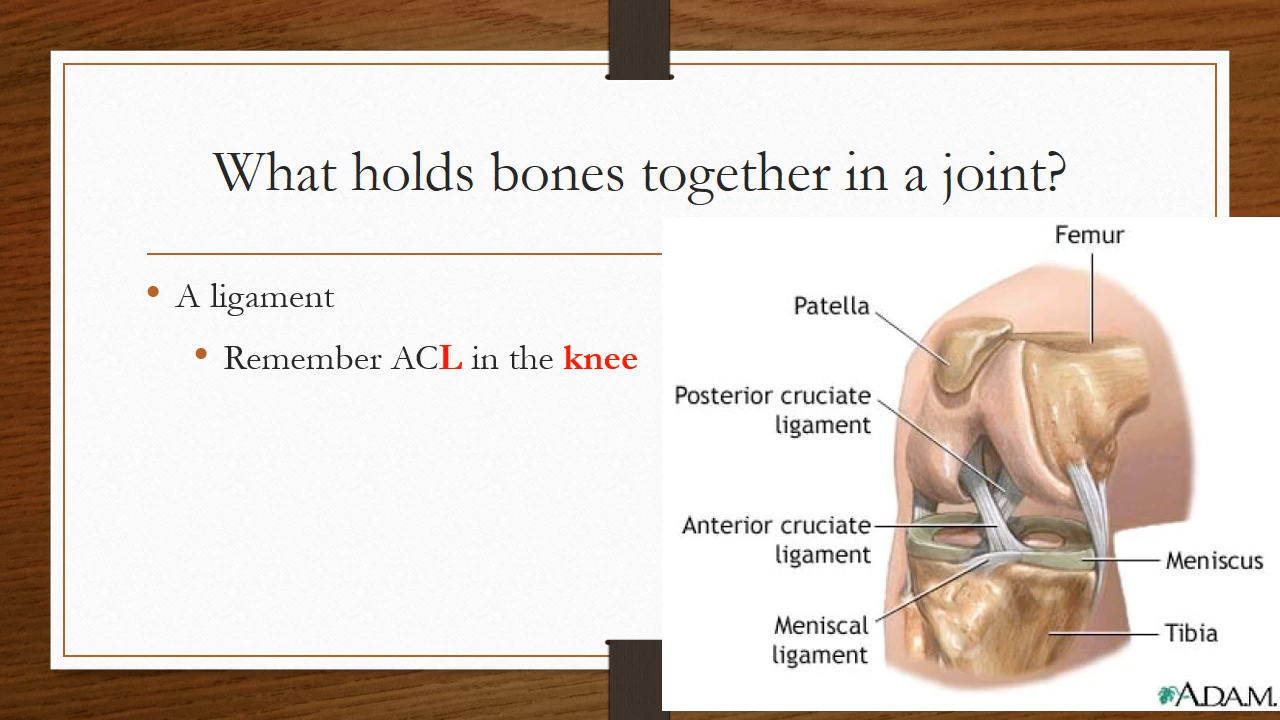 What holds bones together in a joint?
• A ligament
• Remember ACL in the knee
Femur
Patella
Posterior cruciate
ligament
Anterior cruciate
ligament
Meniscus
Meniscal
ligament
Tibia
A.D.A.M.